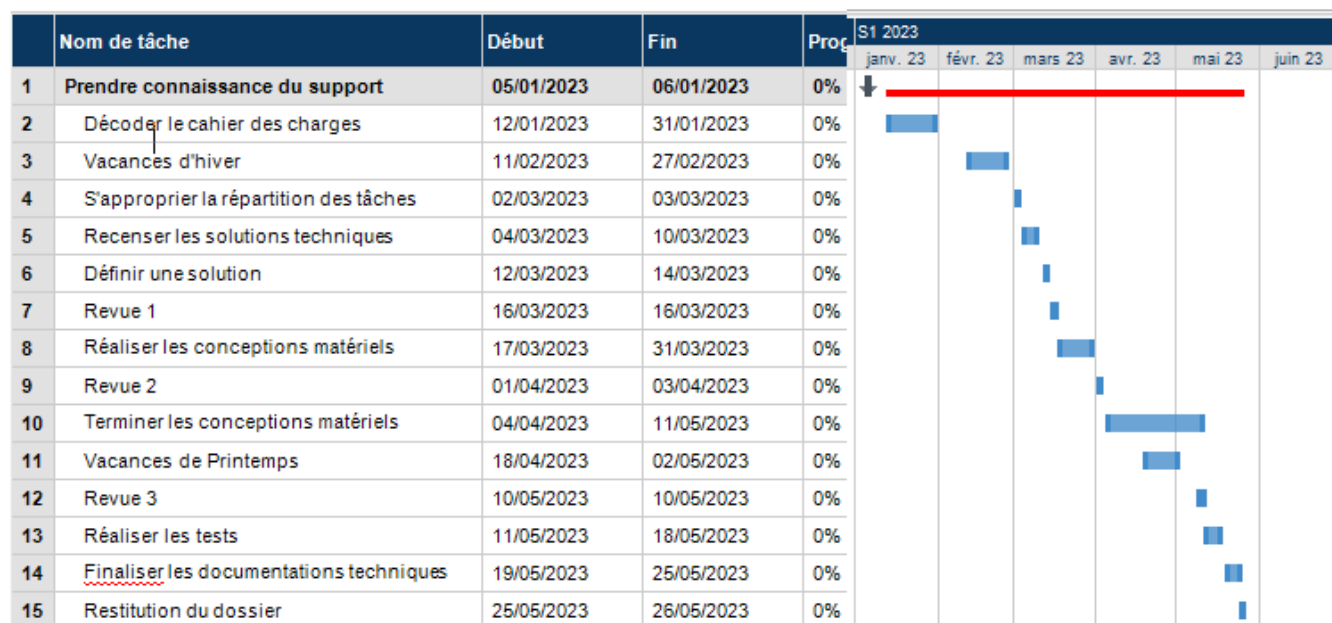 Nom de tâche Début Fin Prog S1 2023
janv. 23 févr. 23 mars 23 avr. 23 mai 23 juin 23
1 Prendre connaissance du support 05/01/2023 06/01/2023 0%
2 Décoder le cahier des charges 12/01/2023 31/01/2023 0%
3 Vacances d'hiver 11/02/2023 27/02/2023 0%
4 S'approprier la répartition des tâches 02/03/2023 03/03/2023 0%
5 Recenser les solutions techniques 04/03/2023 10/03/2023 0%
6 Définir une solution 12/03/2023 14/03/2023 0%
7 Revue 1 16/03/2023 16/03/2023 0%
8 Réaliser les conceptions matériels 17/03/2023 31/03/2023 0%
9 Revue 2 01/04/2023 03/04/2023 0%
10 Terminer les conceptions matériels 04/04/2023 11/05/2023 0%
11 Vacances de Printemps 18/04/2023 02/05/2023 0%
12 Revue 3 10/05/2023 10/05/2023 0%
13 Réaliser les tests 11/05/2023 18/05/2023 0%
14 Finaliser les documentations techniques 19/05/2023 25/05/2023 0%
15 Restitution du dossier 25/05/2023 26/05/2023 0%